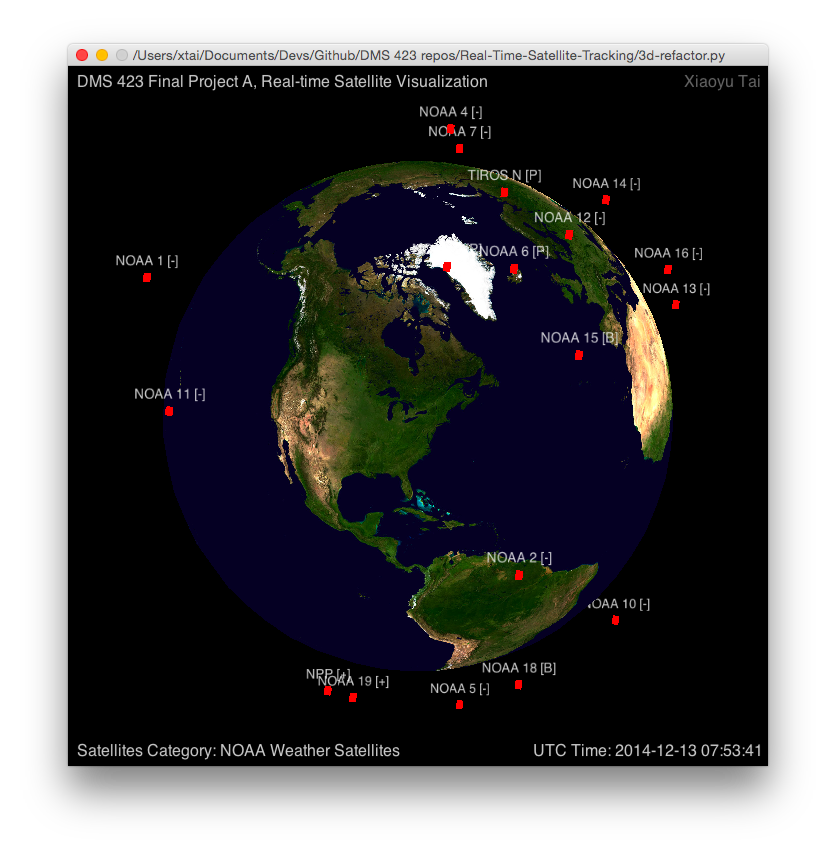 /Users/xtai/Documents/Devs/Github/DMS 423 repos/Real-Time-Satellite-Tracking/3d-refactor.py
DMS 423 Final Project A, Real-time Satellite Visualization
Xiaoyu Tai
NOAA 4 [-]
NOAA 7 [-]
TIROS N [P]
NOAA 14 [-]
NOAA 12 [-]
NOAA 6 [P]
NOAA 16 [-]
NOAA 1 [-]
NOAA 13 [-]
NOAA 15 [B]
NOAA 11 [-]
NOAA 2 [-]
OAA 10 [-]
NOAA 18 [B]
NPP [+]
NOAA 19 [+]
NOAA 5 [-]
Satellites Category: NOAA Weather Satellites
UTC Time: 2014-12-13 07:53:41